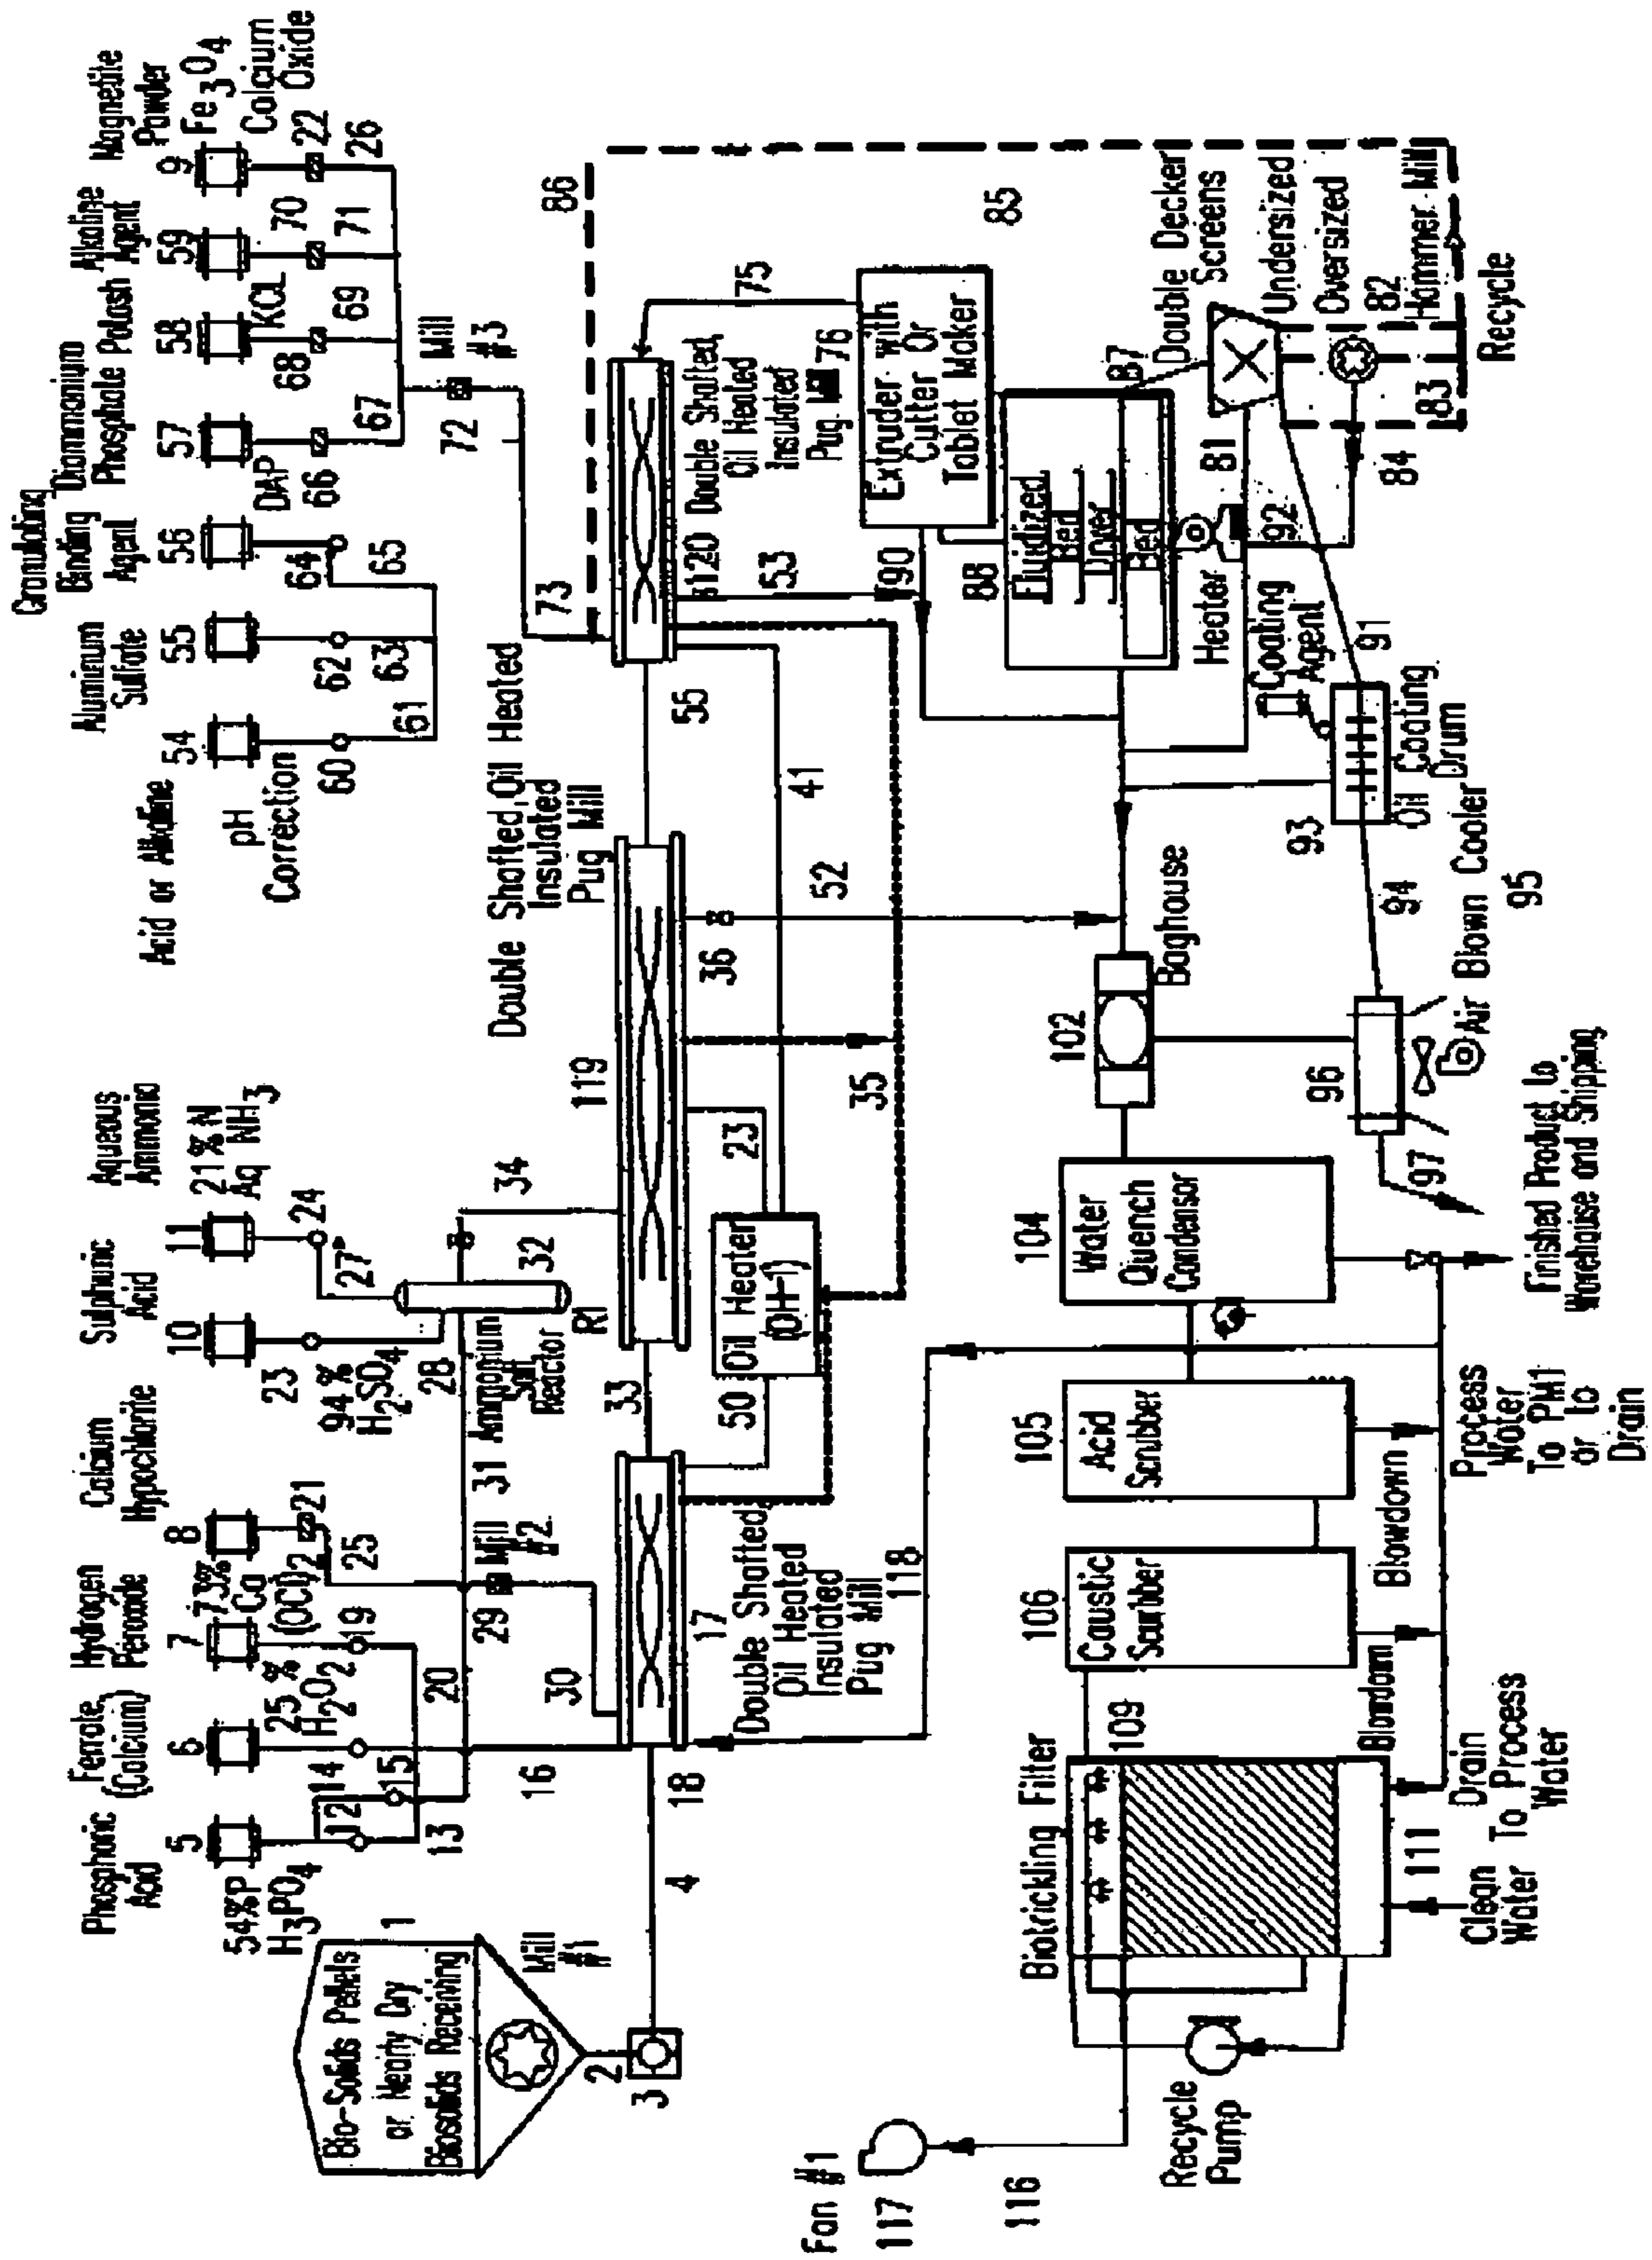 Magnetite
Powder
9
Fe3O4
Calcium
Oxide
22
26
Alkaline
Agent
59
70
71
Potash
58
KCL
68
69
Diammonium
Phosphate
57
DAP
66
67
Granulating
Binding
Agent
56
64
65
Aluminum
Sulfate
55
62
63
Acid or Alkaline
54
pH
Correction
60
61
Mill
#3
72
73
86
Aqueous
Ammonia
11
21%N
Aq NH3
24
27
Sulphuric
Acid
10
23
94%
H2SO4
28
32
34
Ammonium
Salt
Reactor
R1
Calcium
Hypochlorite
8
73%
Ca
(OCl)2
21
25
Hydrogen
Peroxide
7
25%
H2O2
19
20
Ferrate
(Calcium)
6
14
15
16
Phosphoric
Acid
5
54%P
H3PO4
12
13
31
Mill
#2
29
30
Bio-Solids Pellets
or Nearly Dry
Biosolids Receiving
1
Mill
#1
2
3
4
18
17
Double Shafted,
Oil Heated
Insulated
Pug Mill
118
33
50
Oil Heater
(OH-1)
23
119
Double Shafted, Oil Heated
Insulated
Pug Mill
35
36
52
41
55
53
120
Double Shafted,
Oil Heated
Insulated
Pug
75
76
Extruder with
Cutter Or
Tablet Maker
85
90
88
Fluidized
Bed
Dryer
Bed
87
Double Decker
Screens
Undersized
Oversized
82
Hammer Mill
83
84
Recycle
81
Heater
92
Coating
Agent
91
93
Oil Coating
Drum
94
Air Blown Cooler
95
96
97
Finished Product to
Warehouse and Shipping
Baghouse
102
104
Water
Quench
Condensor
105
Acid
Scrubber
106
Caustic
Scurbber
Blowdown
Blowdown
Process
Water
To PM1
or to
Drain
Biotrickling Filter
109
Drain
To Process
Water
111
Clean
Water
Recycle
Pump
116
Fan #1
117